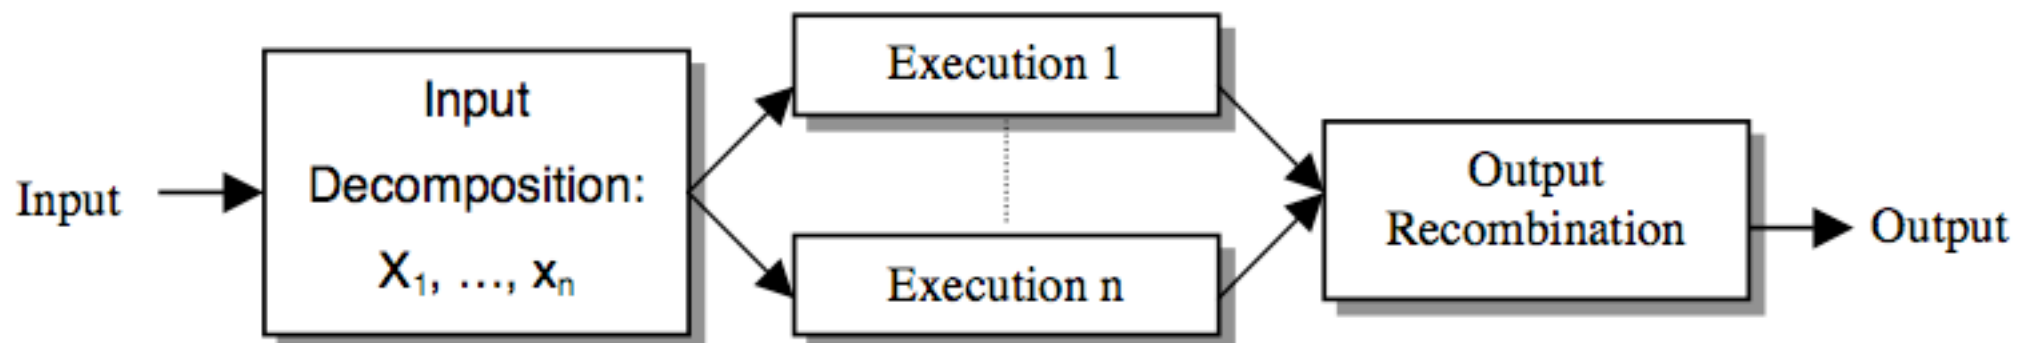 Input
Input
Decomposition:
X₁, …, xₙ
Execution 1
Execution n
Output
Recombination
Output